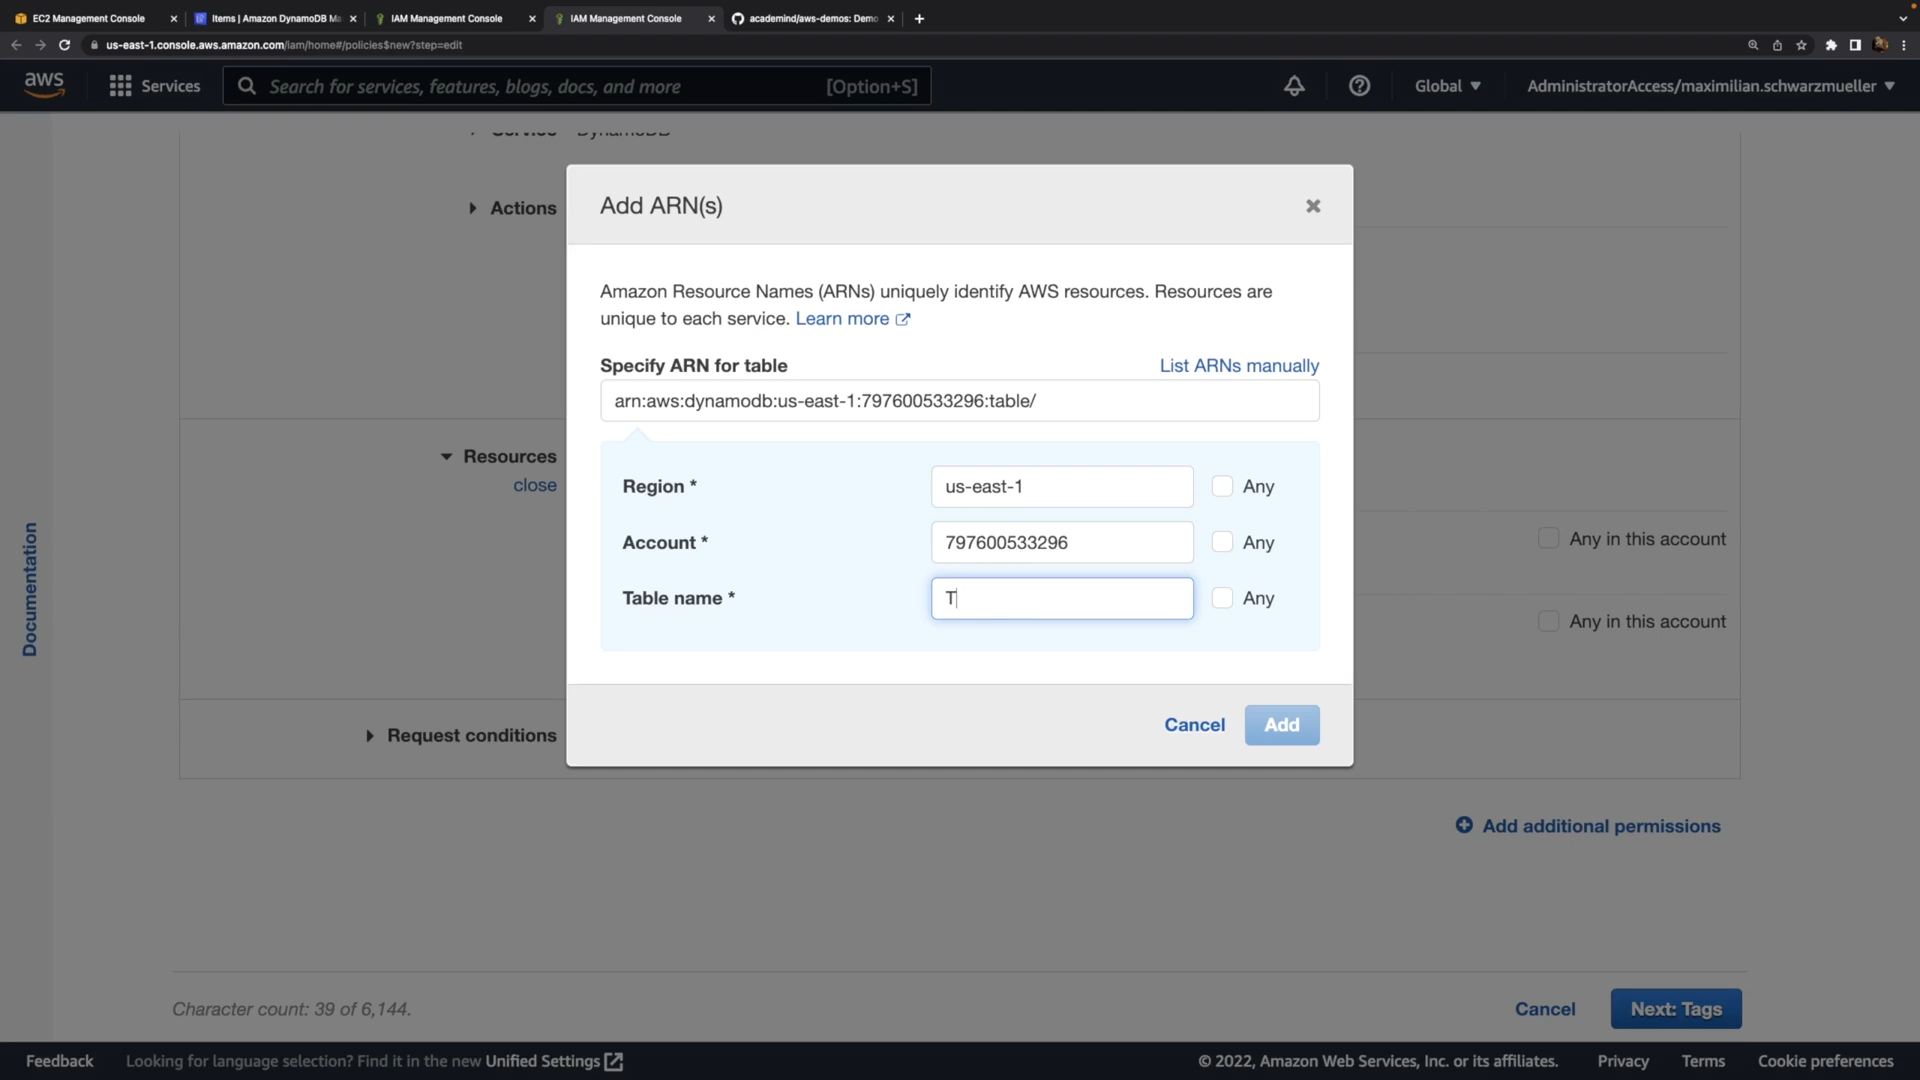 EC2 Management Console
Items | Amazon DynamoDB Ma
IAM Management Console
IAM Management Console
academind/aws-demos: Demo
us-east-1.console.aws.amazon.com/iam/home#/policies$new?step=edit
aws
Services
Search for services, features, blogs, docs, and more
[Option+S]
Global
AdministratorAccess/maximilian.schwarzmueller
Service
DynamoDB
Add ARN(s)
Actions
Amazon Resource Names (ARNs) uniquely identify AWS resources. Resources are
unique to each service. Learn more
Specify ARN for table
List ARNs manually
arn:aws:dynamodb:us-east-1:797600533296:table/
Resources
close
Region *
us-east-1
Any
Account *
797600533296
Any
Any in this account
Table name *
T
Any
Any in this account
Documentation
Cancel
Add
Request conditions
Add additional permissions
Character count: 39 of 6,144.
Cancel
Next: Tags
Feedback
Looking for language selection? Find it in the new Unified Settings
© 2022, Amazon Web Services, Inc. or its affiliates.
Privacy
Terms
Cookie preferences